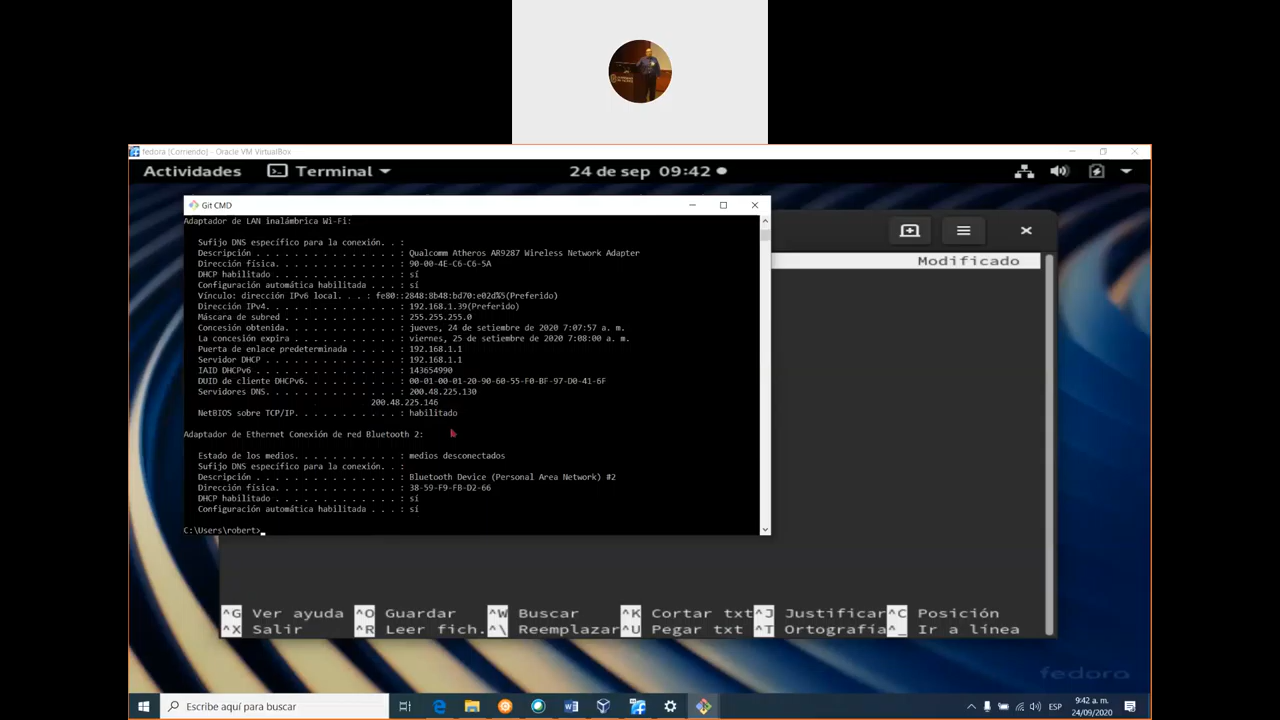 fedora [Corriendo] - Oracle VM VirtualBox
Actividades Terminal 24 de sep 09:42
Git CMD
Adaptador de LAN inalámbrica Wi-Fi:
Sufijo DNS específico para la conexión. . :
Descripción . . . . . . . . . . . . . . . : Qualcomm Atheros AR9287 Wireless Network Adapter
Dirección física. . . . . . . . . . . . . : 90-00-4E-C6-C6-5A
DHCP habilitado . . . . . . . . . . . . . : sí
Configuración automática habilitada . . . : sí
Vínculo: dirección IPv6 local. . . : fe80::2848:8b48:bd70:e02d%5(Preferido)
Dirección IPv4. . . . . . . . . . . . . . : 192.168.1.39(Preferido)
Máscara de subred . . . . . . . . . . . . : 255.255.255.0
Concesión obtenida. . . . . . . . . . . . : jueves, 24 de setiembre de 2020 7:07:57 a. m.
La concesión expira . . . . . . . . . . . : viernes, 25 de setiembre de 2020 7:08:00 a. m.
Puerta de enlace predeterminada . . . . . : 192.168.1.1
Servidor DHCP . . . . . . . . . . . . . . : 192.168.1.1
IAID DHCPv6 . . . . . . . . . . . . . . . : 143654990
DUID de cliente DHCPv6. . . . . . . . . . : 00-01-00-01-20-90-60-55-F0-BF-97-D0-41-6F
Servidores DNS. . . . . . . . . . . . . . : 200.48.225.130
200.48.225.146
NetBIOS sobre TCP/IP. . . . . . . . . . . : habilitado
Adaptador de Ethernet Conexión de red Bluetooth 2:
Estado de los medios. . . . . . . . . . . : medios desconectados
Sufijo DNS específico para la conexión. . :
Descripción . . . . . . . . . . . . . . . : Bluetooth Device (Personal Area Network) #2
Dirección física. . . . . . . . . . . . . : 38-59-F9-FB-D2-66
DHCP habilitado . . . . . . . . . . . . . : sí
Configuración automática habilitada . . . : sí
C:\Users\robert>
Modificado
^G Ver ayuda ^O Guardar ^W Buscar ^K Cortar txt ^J Justificar ^C Posición
^X Salir ^R Leer fich. ^\ Reemplazar ^U Pegar txt ^T Ortografía ^_ Ir a línea
fedora
Escribe aquí para buscar
ESP
9:42 a. m.
24/09/2020